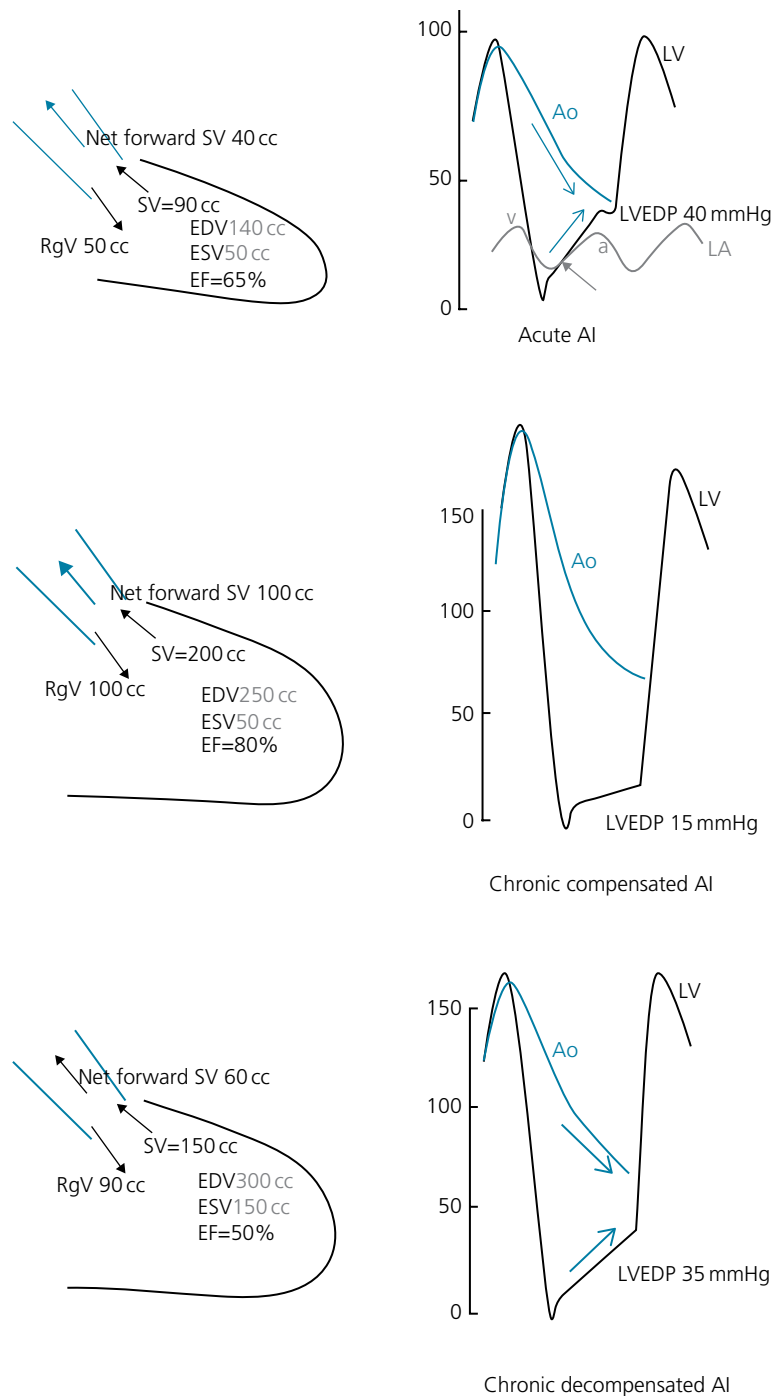 Net forward SV 40 cc
SV=90 cc
RgV 50 cc
EDV140 cc
ESV50 cc
EF=65%
100
50
0
LV
Ao
LVEDP 40 mmHg
v
a
LA
Acute AI
Net forward SV 100 cc
SV=200 cc
RgV 100 cc
EDV250 cc
ESV50 cc
EF=80%
150
100
50
0
LV
Ao
LVEDP 15 mmHg
Chronic compensated AI
Net forward SV 60 cc
SV=150 cc
RgV 90 cc
EDV300 cc
ESV150 cc
EF=50%
150
100
50
0
LV
Ao
LVEDP 35 mmHg
Chronic decompensated AI